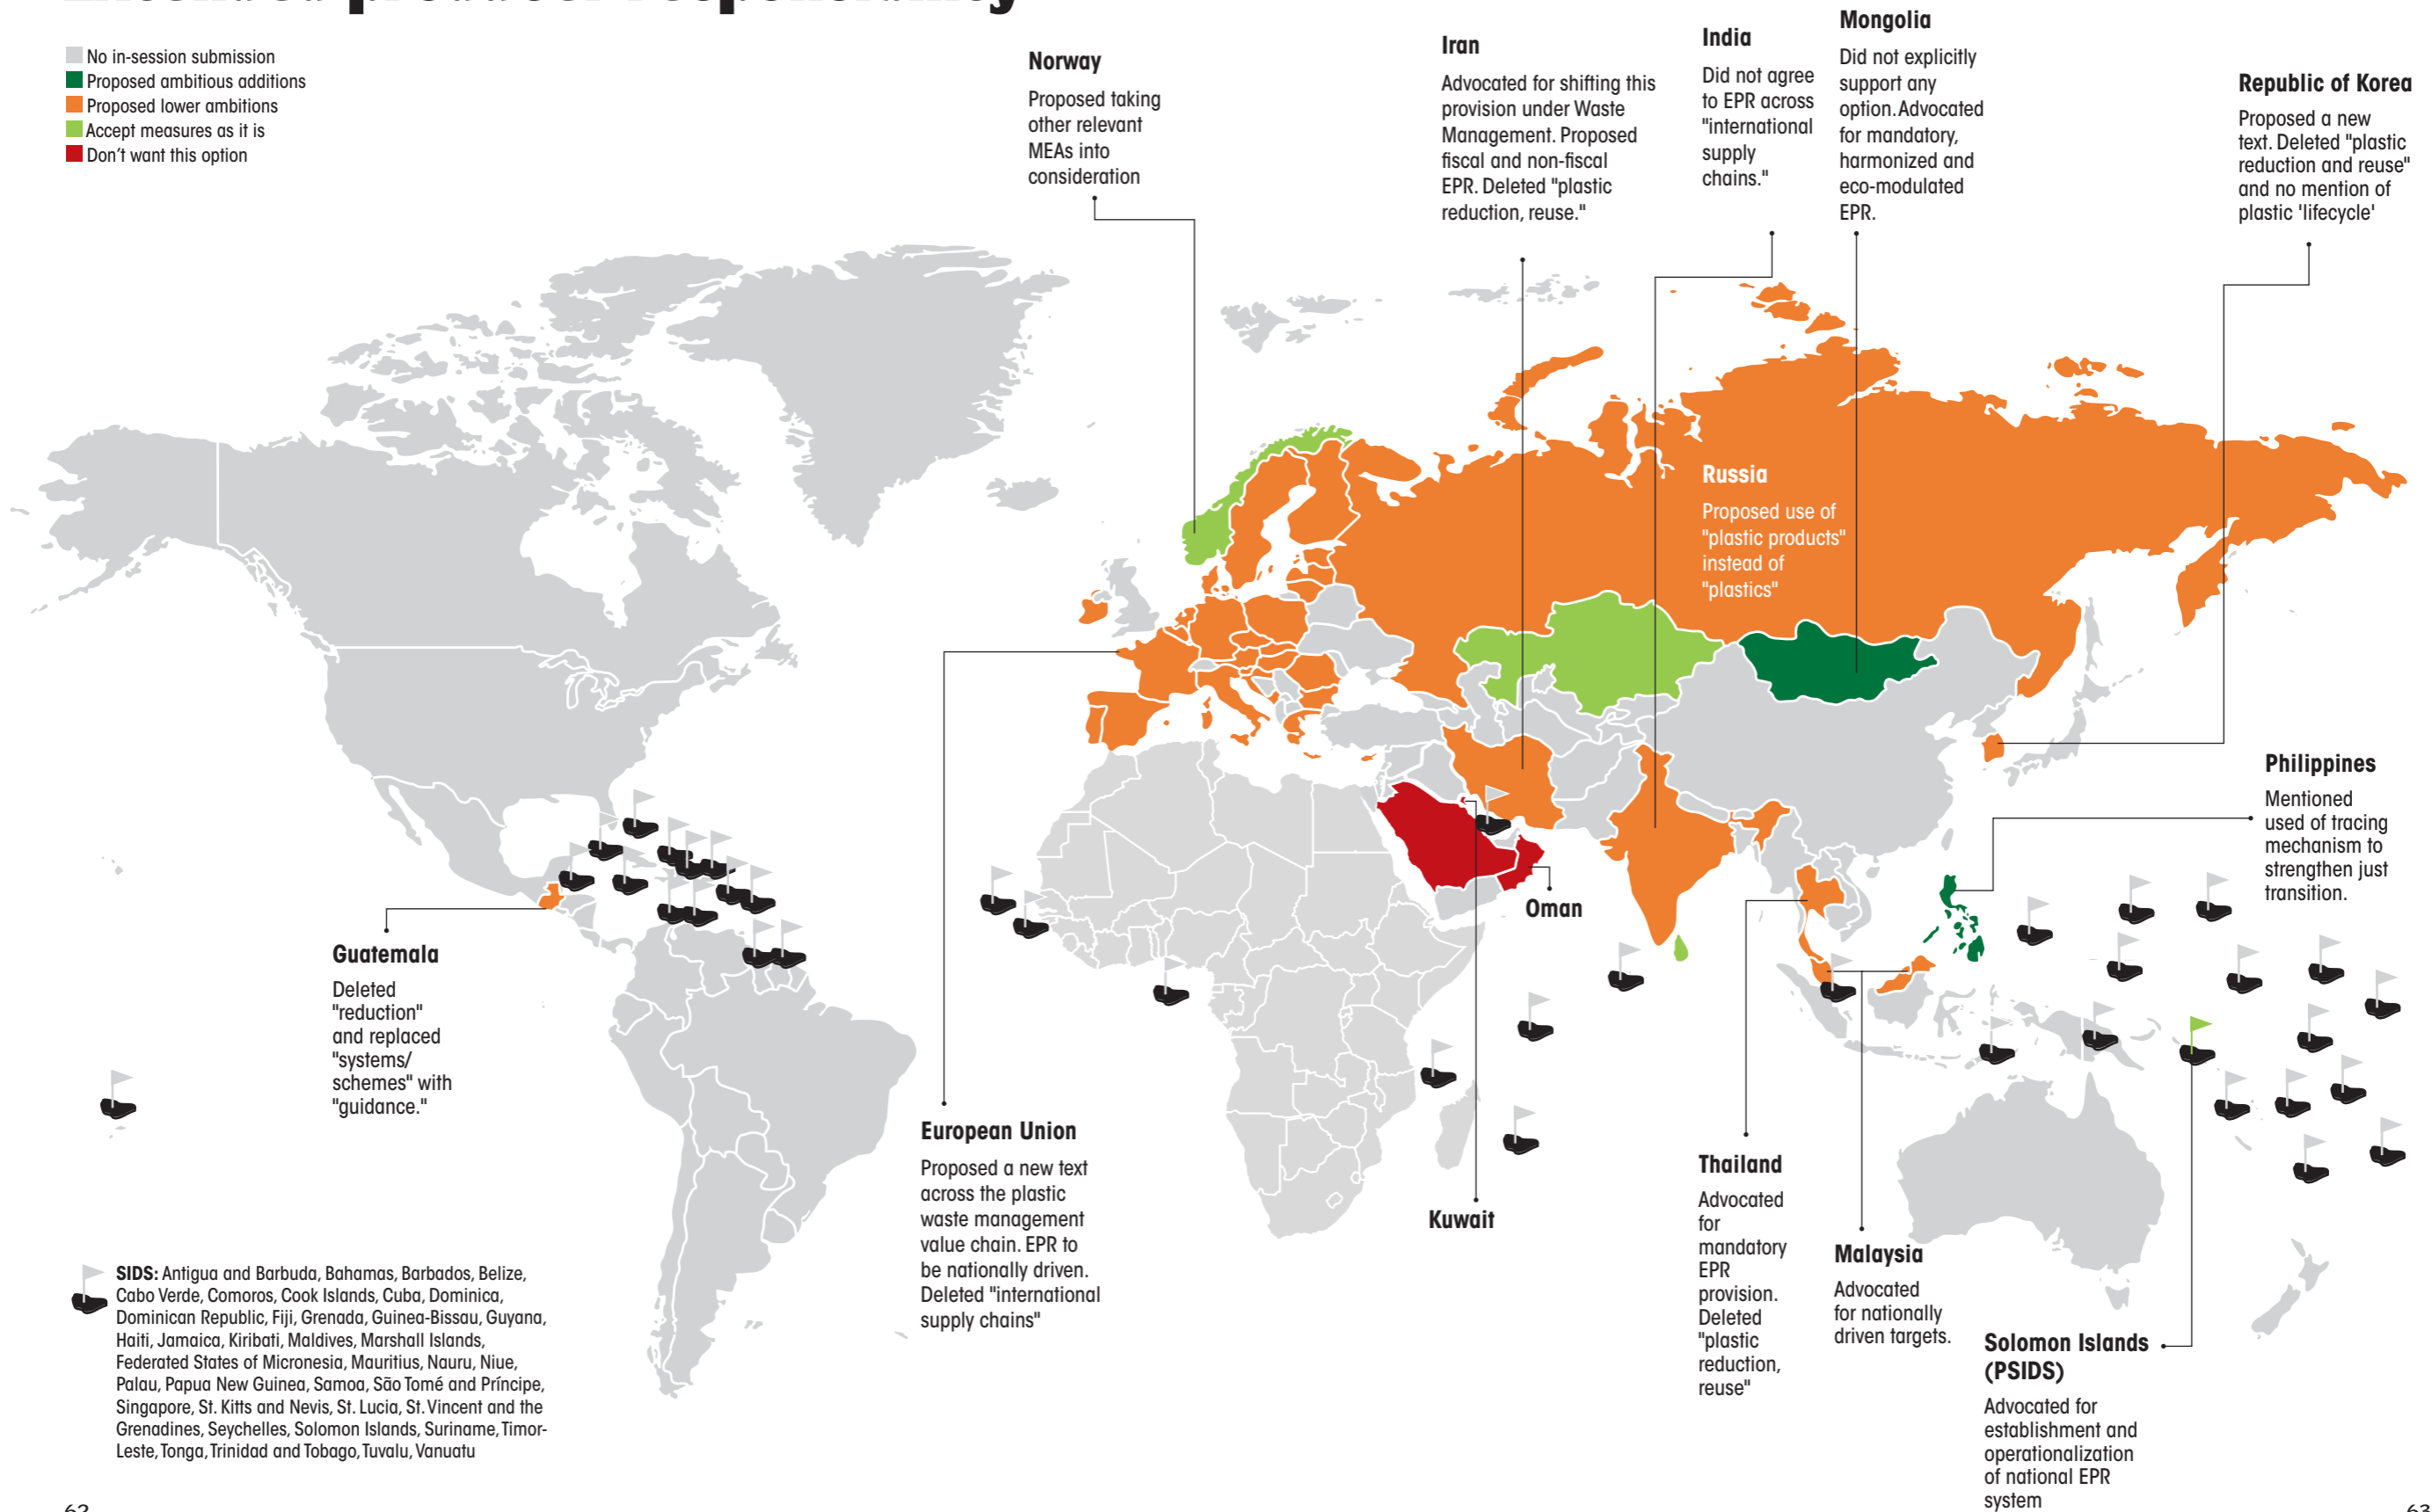 No in-session submission
Proposed ambitious additions
Proposed lower ambitions
Accept measures as it is
Don't want this option
Norway
Proposed taking
other relevant
MEAs into
consideration
Iran
Advocated for shifting this
provision under Waste
Management. Proposed
fiscal and non-fiscal
EPR. Deleted "plastic
reduction, reuse."
India
Did not agree
to EPR across
"international
supply
chains."
Mongolia
Did not explicitly
support any
option. Advocated
for mandatory,
harmonized and
eco-modulated
EPR.
Republic of Korea
Proposed a new
text. Deleted "plastic
reduction and reuse"
and no mention of
plastic 'lifecycle'
Russia
Proposed use of
"plastic products"
instead of
"plastics"
Philippines
Mentioned
used of tracing
mechanism to
strengthen just
transition.
Oman
Guatemala
Deleted
"reduction"
and replaced
"systems/
schemes" with
"guidance."
European Union
Proposed a new text
across the plastic
waste management
value chain. EPR to
be nationally driven.
Deleted "international
supply chains"
Kuwait
Thailand
Advocated
for
mandatory
EPR
provision.
Deleted
"plastic
reduction,
reuse"
Malaysia
Advocated
for nationally
driven targets.
Solomon Islands
(PSIDS)
Advocated for
establishment and
operationalization
of national EPR
system
SIDS: Antigua and Barbuda, Bahamas, Barbados, Belize,
Cabo Verde, Comoros, Cook Islands, Cuba, Dominica,
Dominican Republic, Fiji, Grenada, Guinea-Bissau, Guyana,
Haiti, Jamaica, Kiribati, Maldives, Marshall Islands,
Federated States of Micronesia, Mauritius, Nauru, Niue,
Palau, Papua New Guinea, Samoa, São Tomé and Príncipe,
Singapore, St. Kitts and Nevis, St. Lucia, St. Vincent and the
Grenadines, Seychelles, Solomon Islands, Suriname, Timor-
Leste, Tonga, Trinidad and Tobago, Tuvalu, Vanuatu